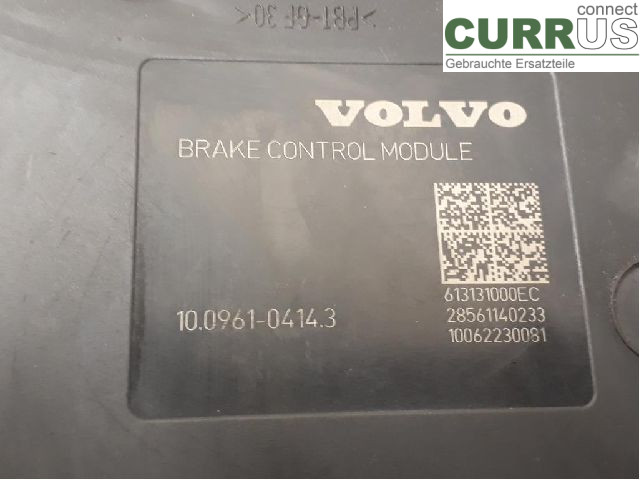 >PBT-GF 30<
connect
CURRUS
Gebrauchte Ersatzteile
VOLVO
BRAKE CONTROL MODULE
613131000EC
10.0961-0414.3
28561140233
10062230081